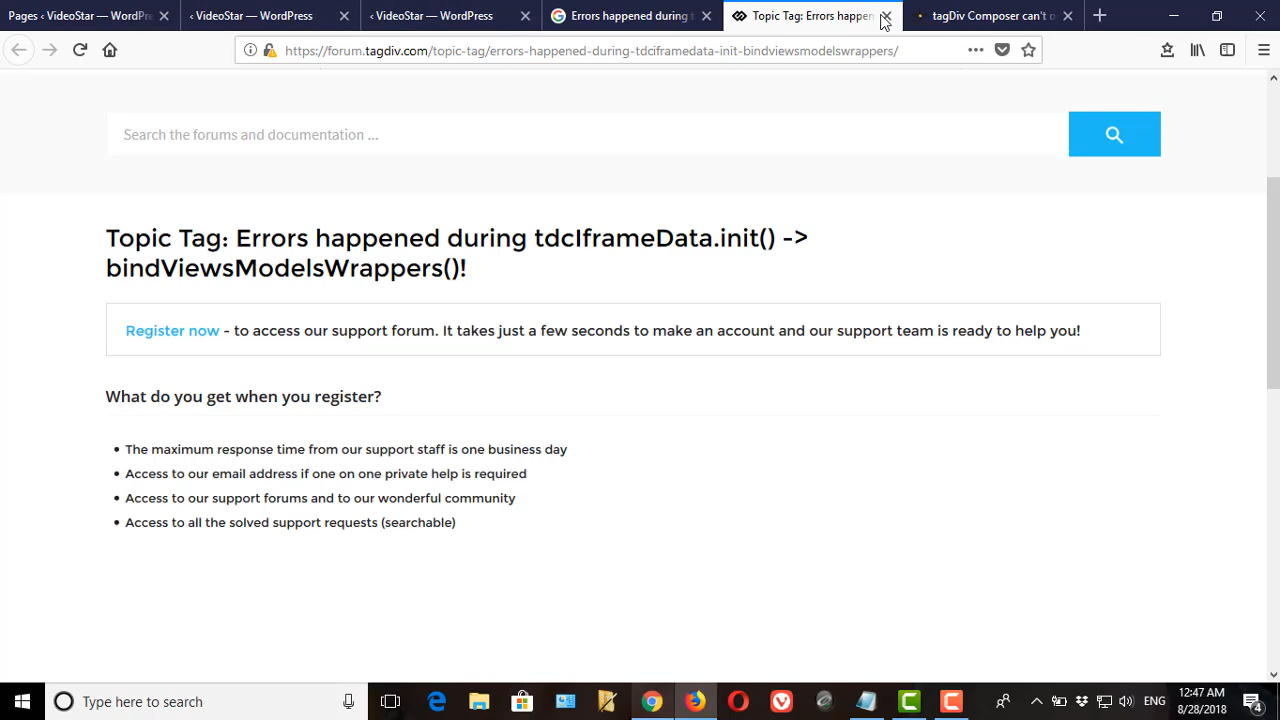 Pages ‹ VideoStar — WordPre
‹ VideoStar — WordPress
‹ VideoStar — WordPress
Errors happened during t
Topic Tag: Errors happen
tagDiv Composer can't o
https://forum.tagdiv.com/topic-tag/errors-happened-during-tdciframedata-init-bindviewsmodelswrappers/
Search the forums and documentation ...
Topic Tag: Errors happened during tdcIframeData.init() ->
bindViewsModelsWrappers()!
Register now - to access our support forum. It takes just a few seconds to make an account and our support team is ready to help you!
What do you get when you register?
• The maximum response time from our support staff is one business day
• Access to our email address if one on one private help is required
• Access to our support forums and to our wonderful community
• Access to all the solved support requests (searchable)
Type here to search
ENG
12:47 AM
8/28/2018
4